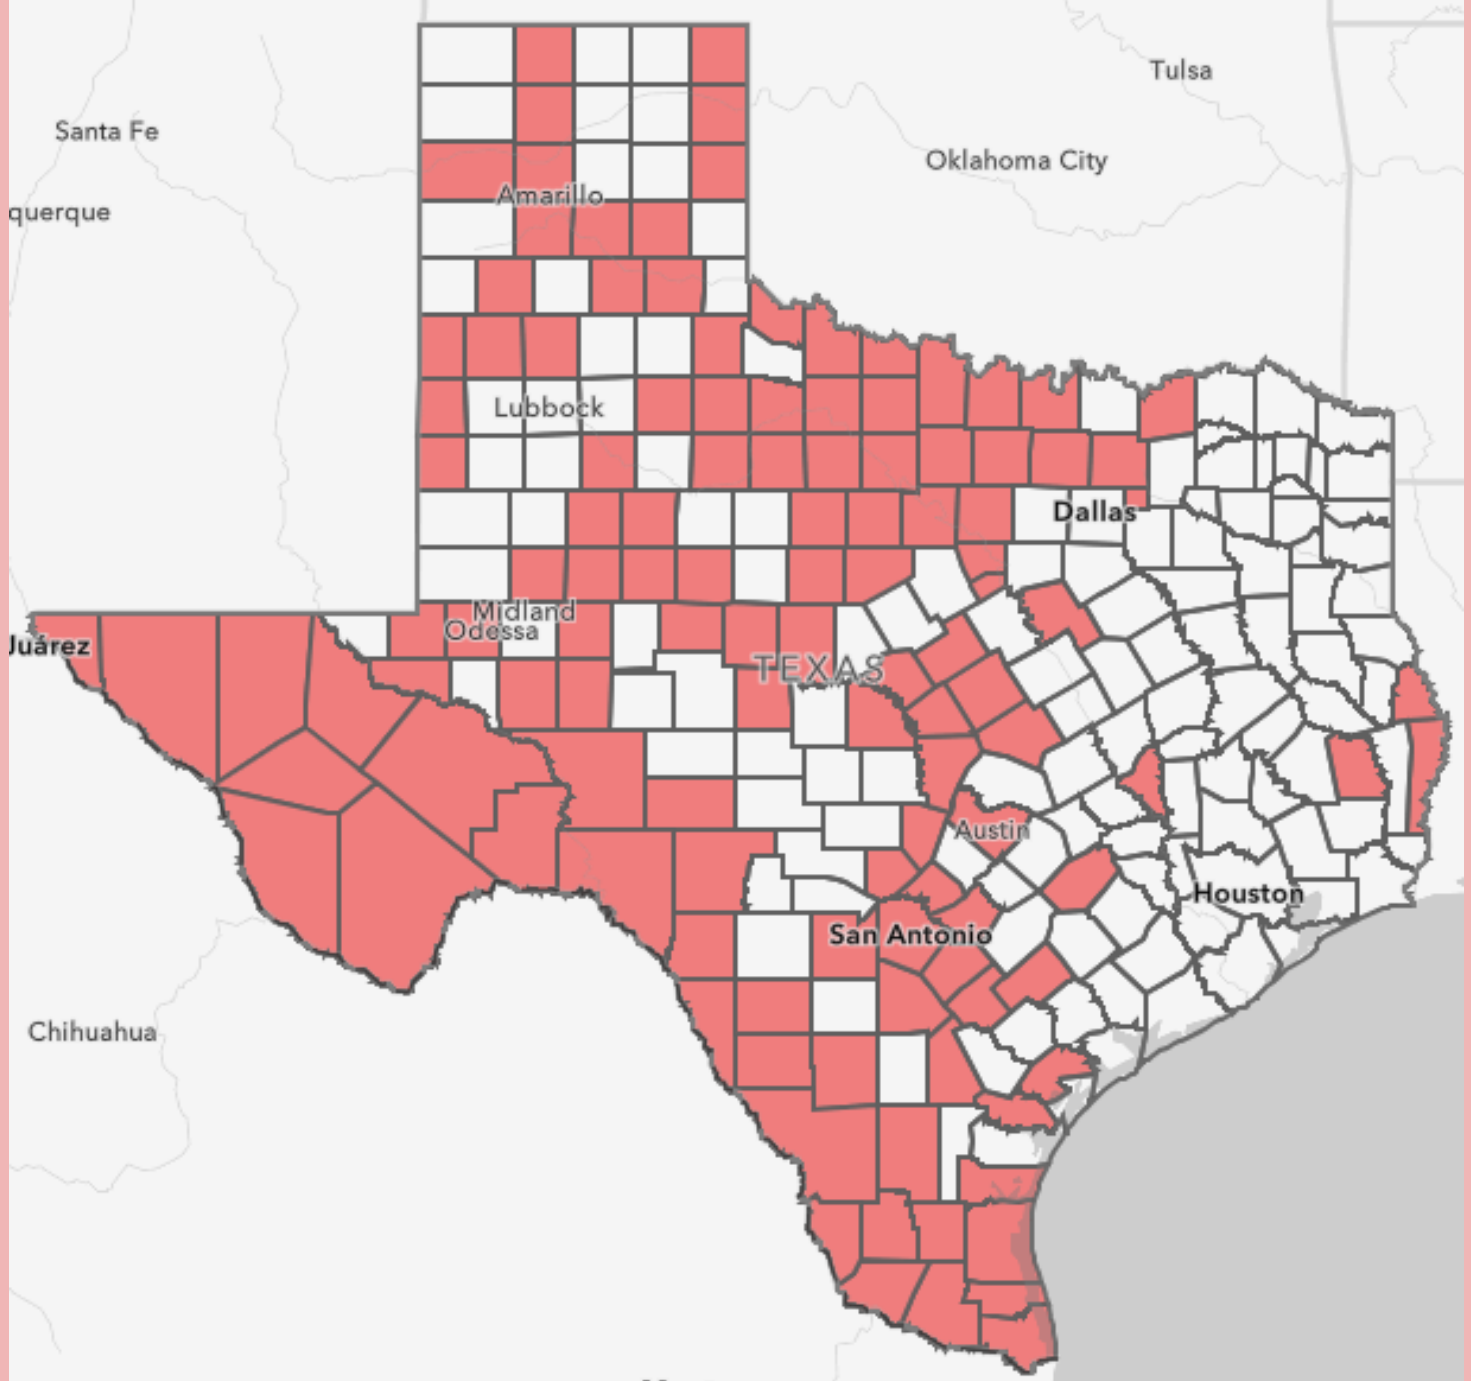 Tulsa
Santa Fe
Oklahoma City
Amarillo
querque
Lubbock
Dallas
Midland
Odessa
Juárez
TEXAS
Austin
Houston
San Antonio
Chihuahua